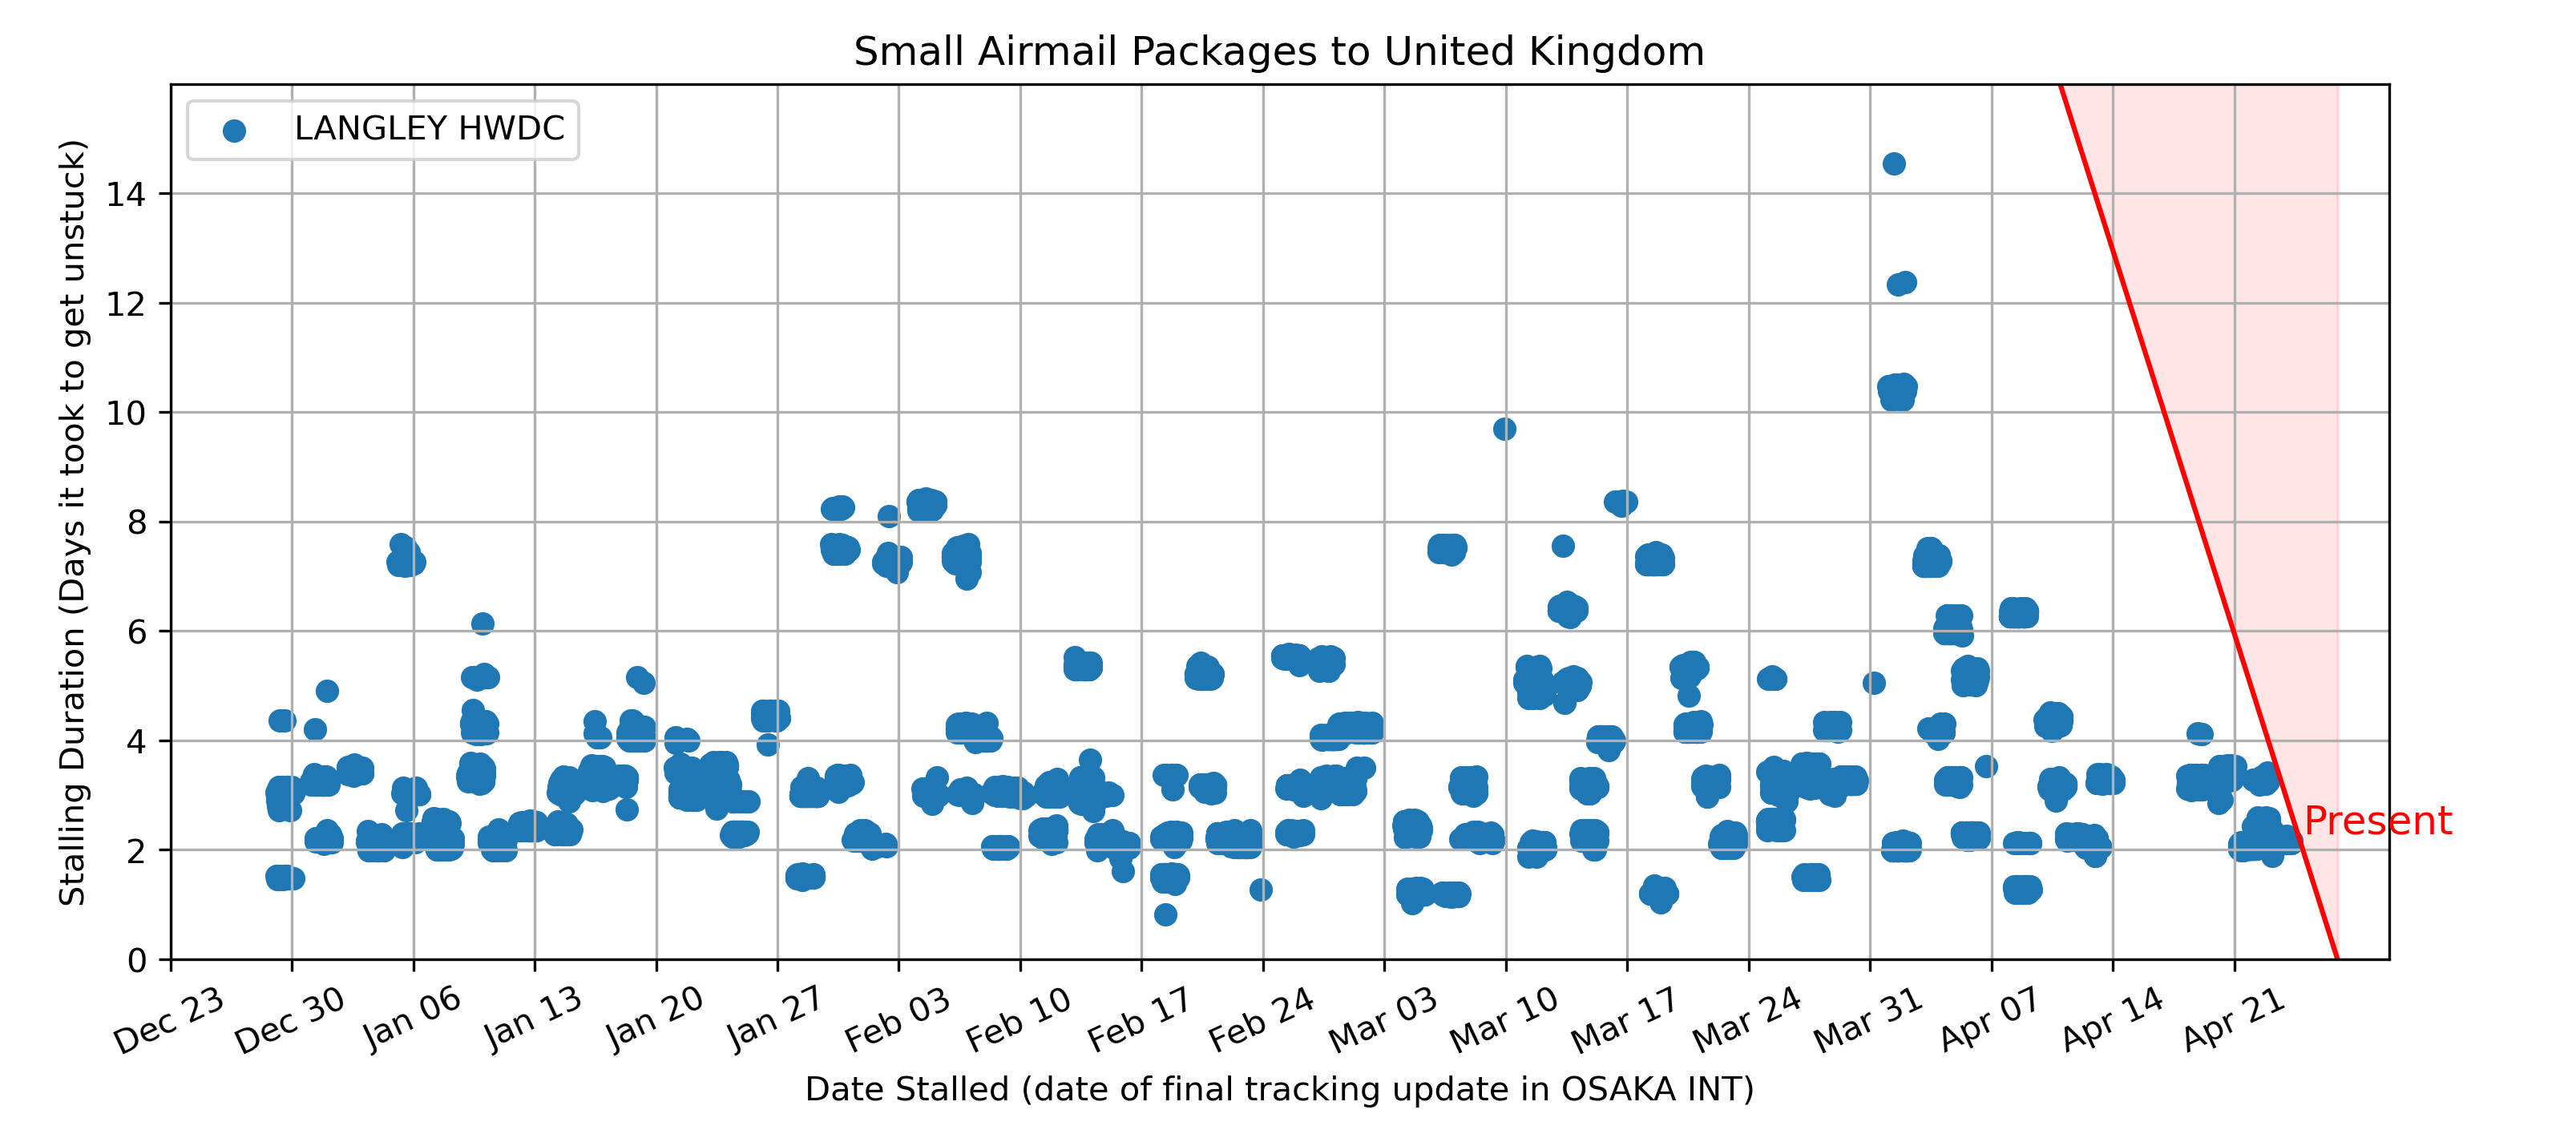 Small Airmail Packages to United Kingdom
LANGLEY HWDC
Stalling Duration (Days it took to get unstuck)
14
12
10
8
6
4
2
0
Present
Dec 23
Dec 30
Jan 06
Jan 13
Jan 20
Jan 27
Feb 03
Feb 10
Feb 17
Feb 24
Mar 03
Mar 10
Mar 17
Mar 24
Mar 31
Apr 07
Apr 14
Apr 21
Date Stalled (date of final tracking update in OSAKA INT)